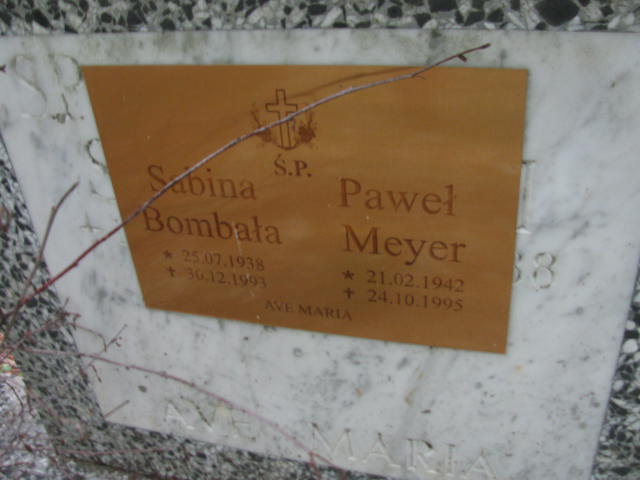 Ś.P.
Ś.P.
Sabina
Bombała
* 25.07.1938
✝ 30.12.1993
Paweł
Meyer
* 21.02.1942
✝ 24.10.1995
AVE MARIA
38
AVE MARIA